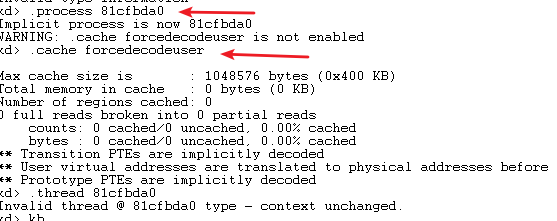 kd> .process 81cfbda0
Implicit process is now 81cfbda0
WARNING: .cache forcedecodeuser is not enabled
kd> .cache forcedecodeuser
Max cache size is       : 1048576 bytes (0x400 KB)
Total memory in cache   : 0 bytes (0 KB)
Number of regions cached: 0
0 full reads broken into 0 partial reads
counts: 0 cached/0 uncached, 0.00% cached
bytes : 0 cached/0 uncached, 0.00% cached
** Transition PTEs are implicitly decoded
** User virtual addresses are translated to physical addresses before
** Prototype PTEs are implicitly decoded
kd> .thread 81cfbda0
Invalid thread @ 81cfbda0 type - context unchanged.
kd> kb